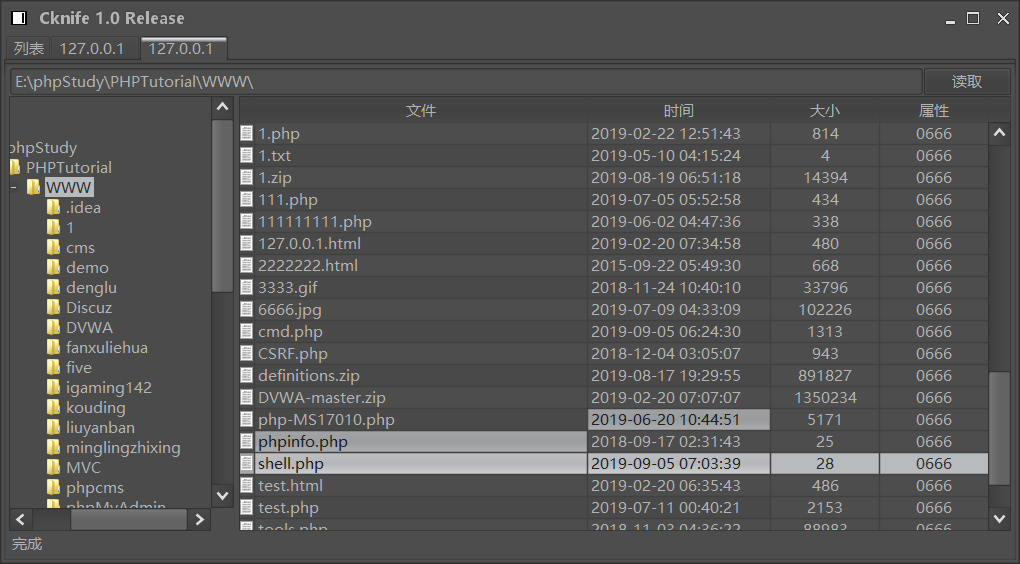 Cknife 1.0 Release
列表 127.0.0.1 127.0.0.1
E:\phpStudy\PHPTutorial\WWW\ 读取
phpStudy
PHPTutorial
WWW
.idea
1
cms
demo
denglu
Discuz
DVWA
fanxuliehua
five
igaming142
kouding
liuyanban
minglingzhixing
MVC
phpcms
phpMyAdmin
文件 时间 大小 属性
1.php 2019-02-22 12:51:43 814 0666
1.txt 2019-05-10 04:15:24 4 0666
1.zip 2019-08-19 06:51:18 14394 0666
111.php 2019-07-05 05:52:58 434 0666
111111111.php 2019-06-02 04:47:36 338 0666
127.0.0.1.html 2019-02-20 07:34:58 480 0666
2222222.html 2015-09-22 05:49:30 668 0666
3333.gif 2018-11-24 10:40:10 33796 0666
6666.jpg 2019-07-09 04:33:09 102226 0666
cmd.php 2019-09-05 06:24:30 1313 0666
CSRF.php 2018-12-04 03:05:07 943 0666
definitions.zip 2019-08-17 19:29:55 891827 0666
DVWA-master.zip 2019-02-20 07:07:07 1350234 0666
php-MS17010.php 2019-06-20 10:44:51 5171 0666
phpinfo.php 2018-09-17 02:31:43 25 0666
shell.php 2019-09-05 07:03:39 28 0666
test.html 2019-02-20 06:35:43 486 0666
test.php 2019-07-11 00:40:21 2153 0666
tools.php 2018-11-03 04:36:22 88983 0666
完成